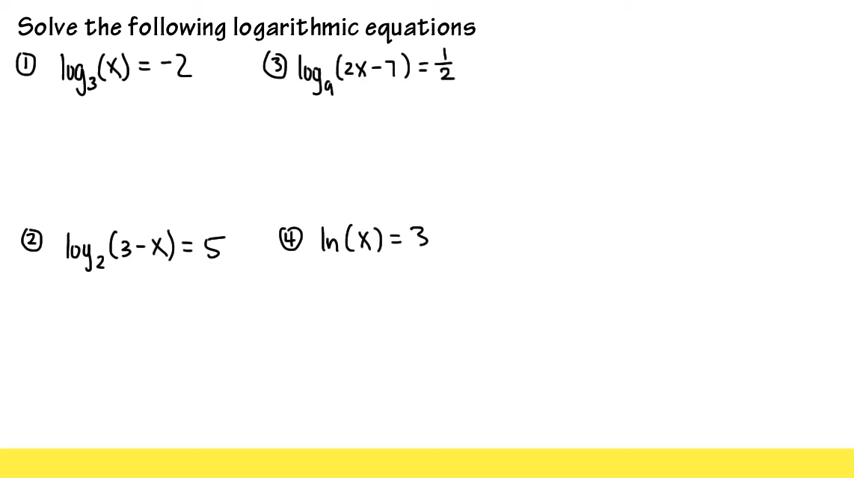 Solve the following logarithmic equations
① log₃(x) = -2
③ log₉(2x-7) = 1/2
② log₂(3-x) = 5
④ ln(x) = 3